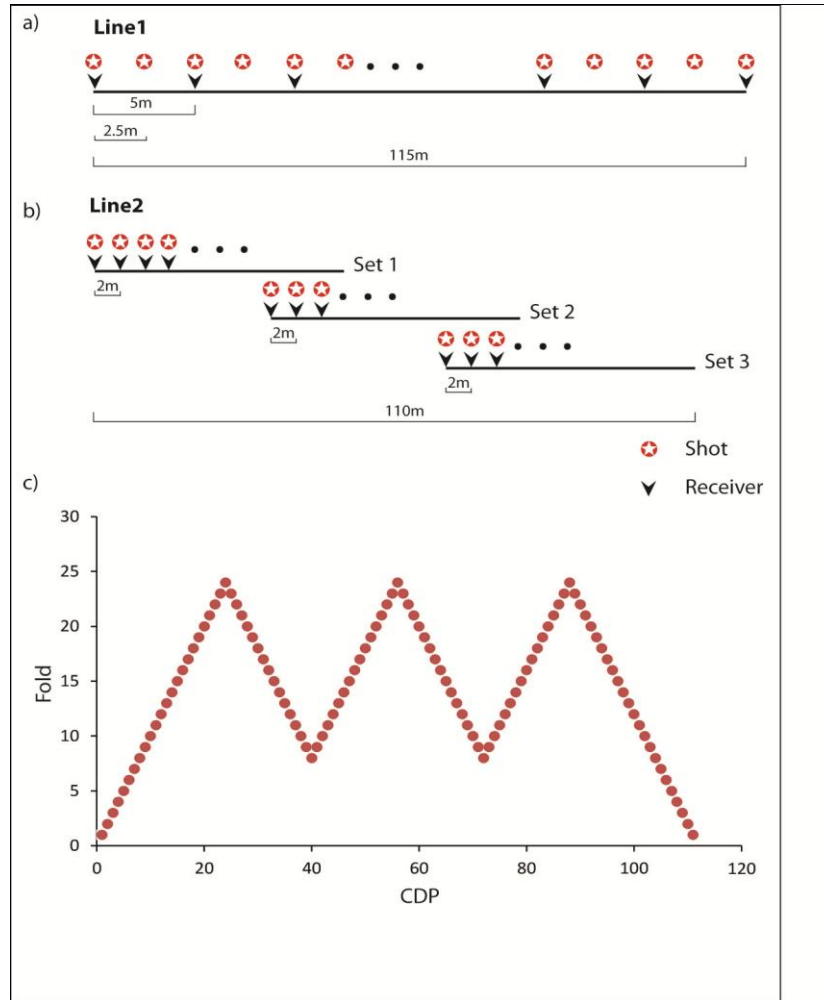 a)
Line1
5m
2.5m
115m
b)
Line2
Set 1
2m
Set 2
2m
Set 3
2m
110m
Shot
Receiver
c)
30
25
20
15
10
5
0
Fold
0 20 40 60 80 100 120
CDP